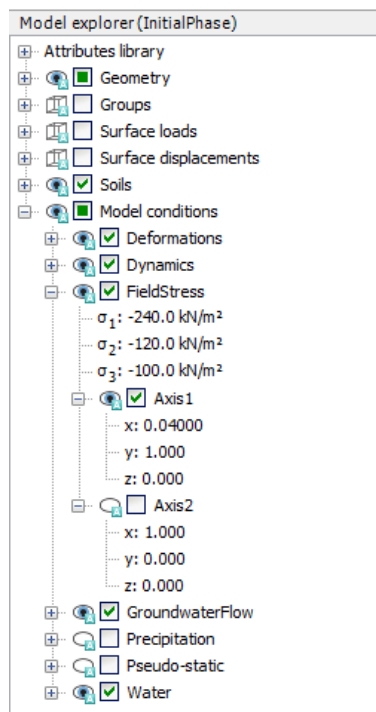 Model explorer (InitialPhase)
Attributes library
Geometry
Groups
Surface loads
Surface displacements
Soils
Model conditions
Deformations
Dynamics
FieldStress
σ₁: -240.0 kN/m²
σ₂: -120.0 kN/m²
σ₃: -100.0 kN/m²
Axis1
x: 0.04000
y: 1.000
z: 0.000
Axis2
x: 1.000
y: 0.000
z: 0.000
GroundwaterFlow
Precipitation
Pseudo-static
Water